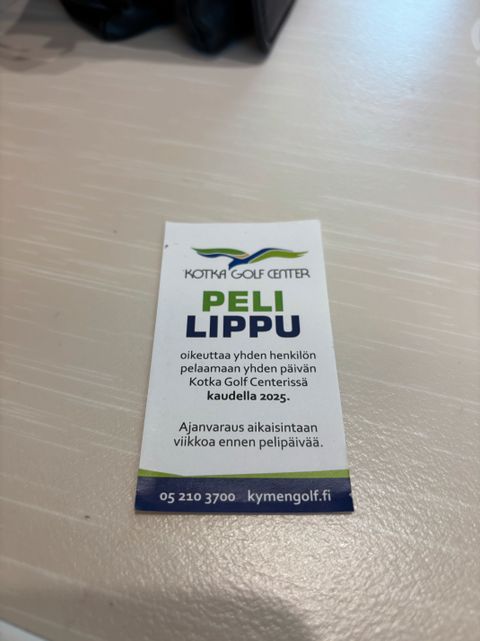 KOTKA GOLF CENTER
PELI
LIPPU
oikeuttaa yhden henkilön
pelaamaan yhden päivän
Kotka Golf Centerissä
kaudella 2025.
Ajanvaraus aikaisintaan
viikkoa ennen pelipäivää.
05 210 3700 kymengolf.fi